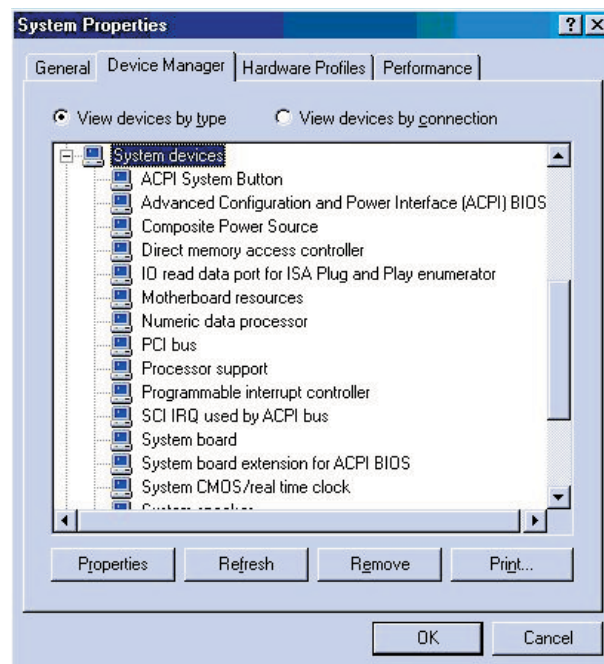 System Properties
General Device Manager Hardware Profiles Performance
View devices by type View devices by connection
System devices
ACPI System Button
Advanced Configuration and Power Interface (ACPI) BIOS
Composite Power Source
Direct memory access controller
IO read data port for ISA Plug and Play enumerator
Motherboard resources
Numeric data processor
PCI bus
Processor support
Programmable interrupt controller
SCI IRQ used by ACPI bus
System board
System board extension for ACPI BIOS
System CMOS/real time clock
Properties Refresh Remove Print...
OK Cancel